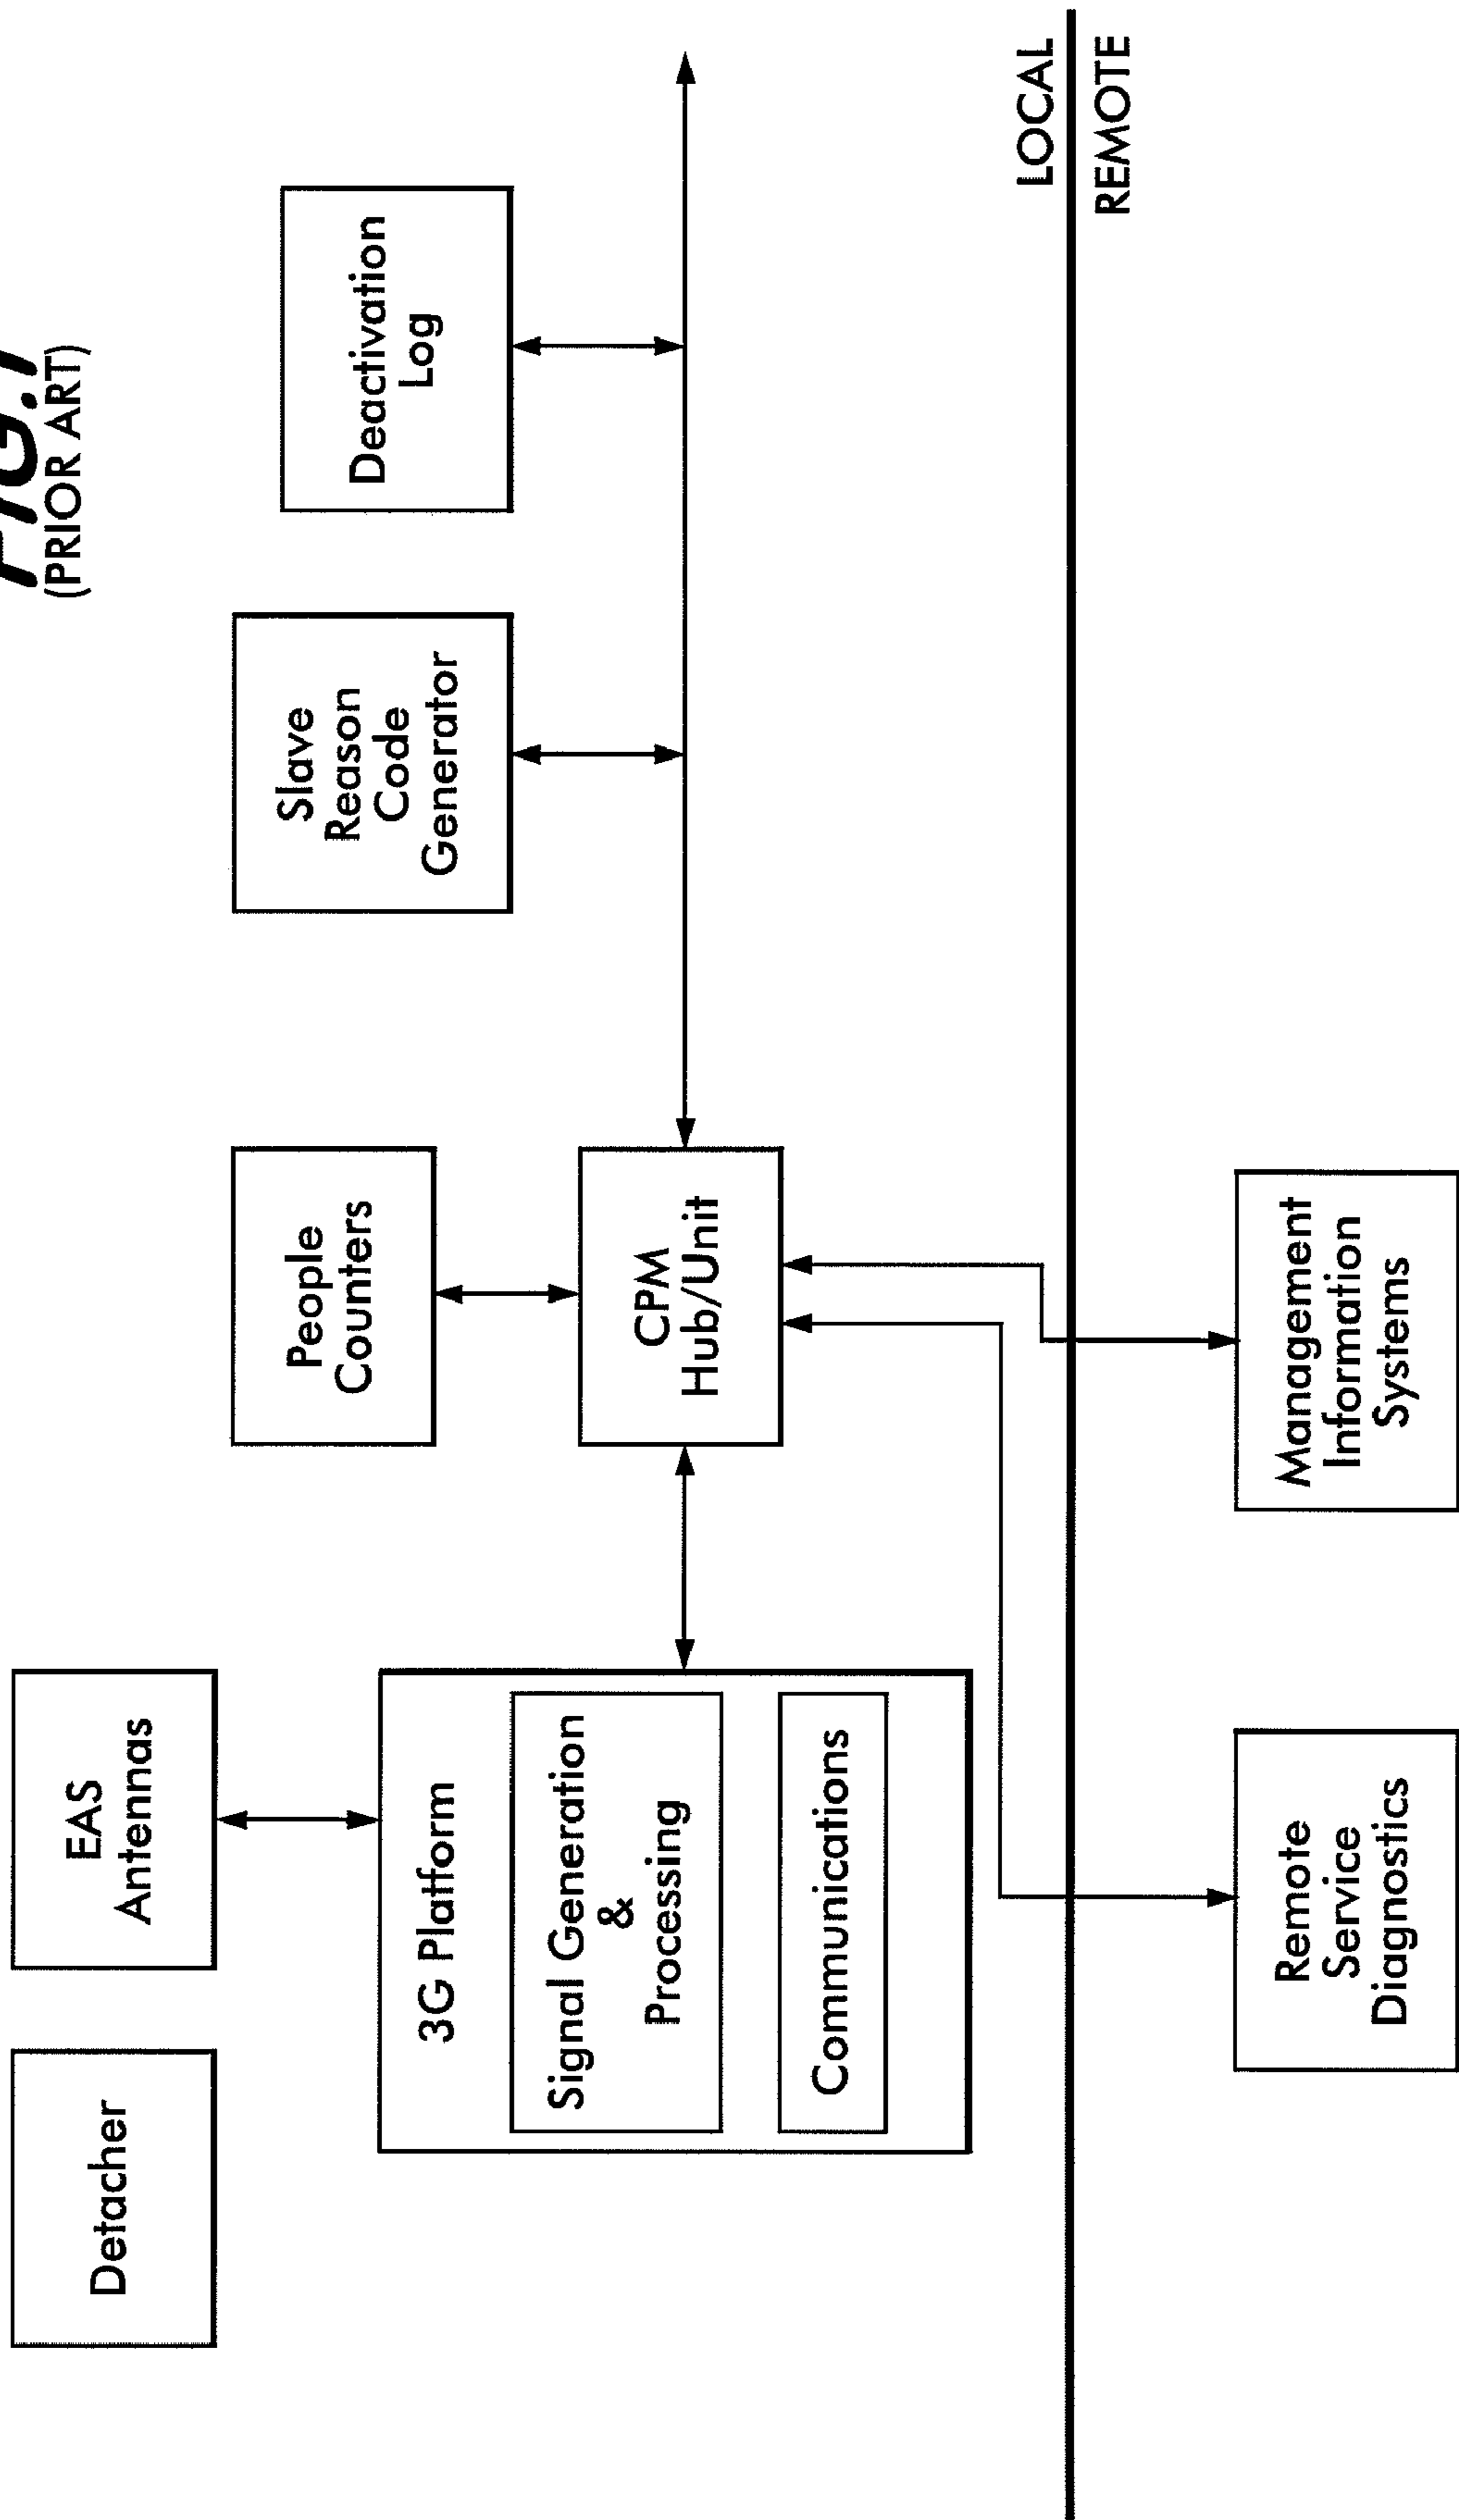 FIG.1
(PRIOR ART)
Detacher
EAS
Antennas
People
Counters
Slave
Reason
Code
Generator
Deactivation
Log
3G Platform
Signal Generation
&
Processing
Communications
CPM
Hub/Unit
LOCAL
REMOTE
Remote
Service
Diagnostics
Management
Information
Systems